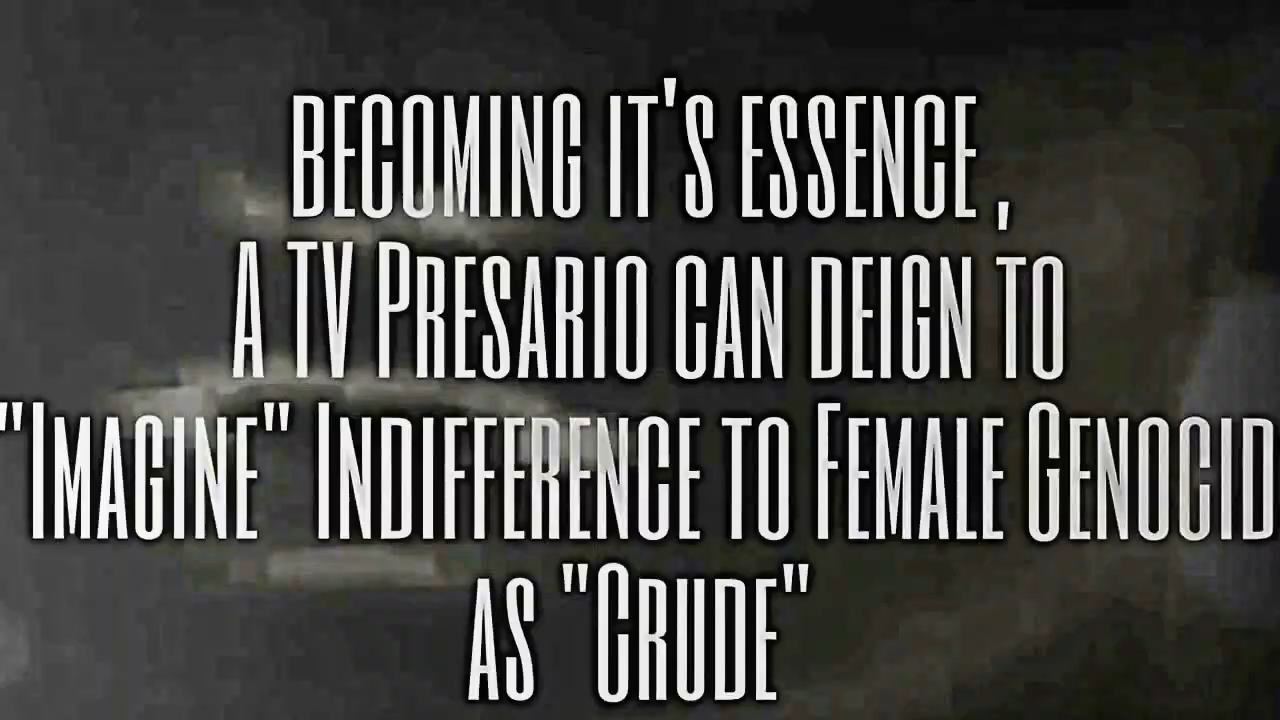 BECOMING IT'S ESSENCE ,
A TV PRESARIO CAN DEIGN TO
"IMAGINE" INDIFFERENCE TO FEMALE GENOCID
AS "CRUDE"